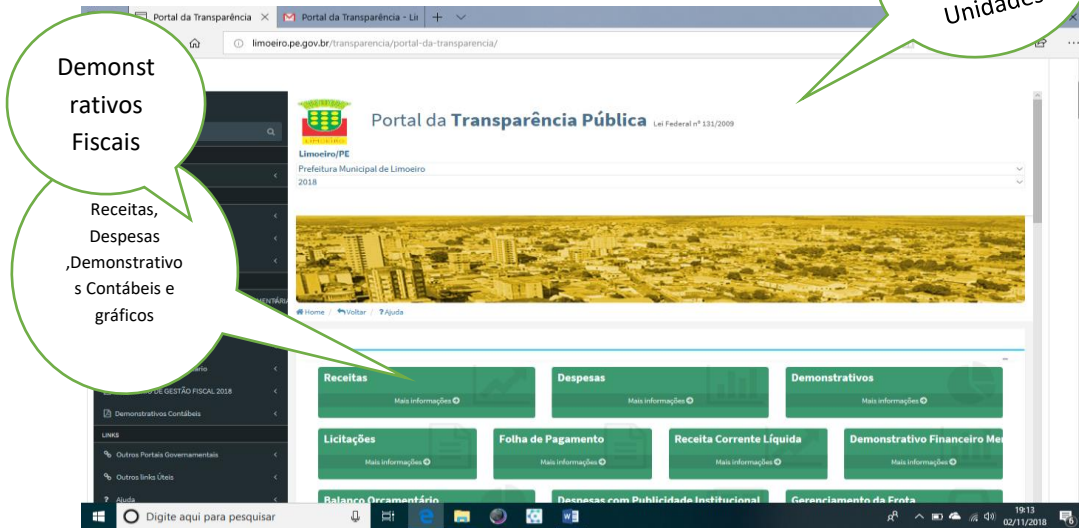 Portal da Transparência
Portal da Transparência - Lir
Unidades
limoeiro.pe.gov.br/transparencia/portal-da-transparencia/
Demonst
rativos
Fiscais
Portal da Transparência Pública Lei Federal nº 131/2009
LIMOEIRO
Limoeiro/PE
Prefeitura Municipal de Limoeiro
2018
Receitas,
Despesas
,Demonstrativo
s Contábeis e
gráficos
Home / Voltar / ? Ajuda
DE GESTÃO FISCAL 2018
Demonstrativos Contábeis
LINKS
Outros Portais Governamentais
Outros links Úteis
? Ajuda
Receitas
Mais informações
Despesas
Mais informações
Demonstrativos
Mais informações
Licitações
Mais informações
Folha de Pagamento
Mais informações
Receita Corrente Líquida
Mais informações
Demonstrativo Financeiro Men
Mais informações
Balanço Orçamentário
Despesas com Publicidade Institucional
Gerenciamento da Frota
Digite aqui para pesquisar
19:13
02/11/2018